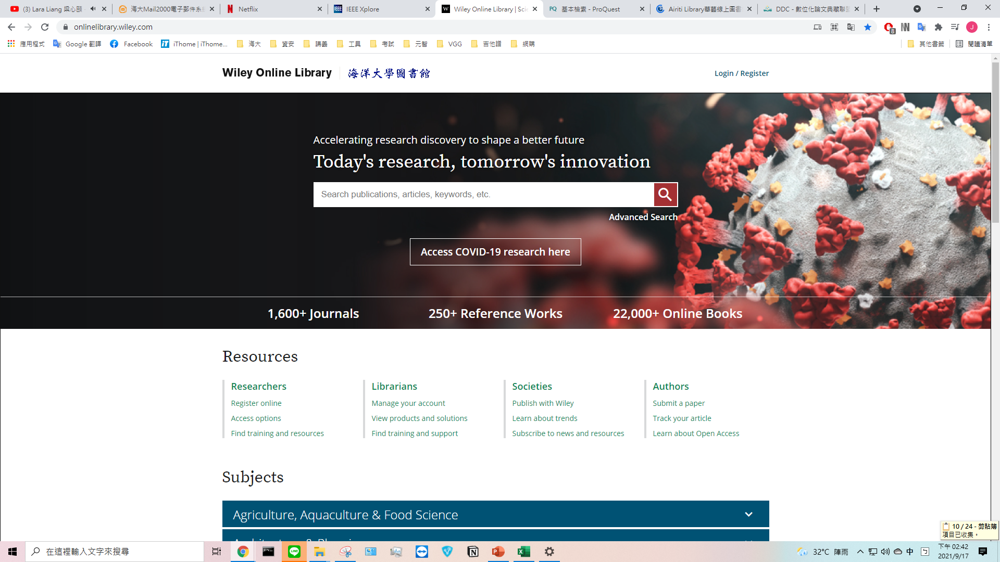 (3) Lara Liang 梁心頤
海大Mail2000電子郵件系統
Netflix
IEEE Xplore
Wiley Online Library | Scie
基本檢索 - ProQuest
Airiti Library華藝線上圖書
DDC - 數位化論文典藏聯盟
onlinelibrary.wiley.com
8
J
應用程式
Google 翻譯
Facebook
iThome | iThome...
海大
資安
講義
工具
考試
元智
VGG
吉他譜
網購
其他書籤
閱讀清單
Wiley Online Library
海洋大學圖書館
Login / Register
Accelerating research discovery to shape a better future
Today's research, tomorrow's innovation
Search publications, articles, keywords, etc.
Advanced Search
Access COVID-19 research here
1,600+ Journals
250+ Reference Works
22,000+ Online Books
Resources
Researchers
Register online
Access options
Find training and resources
Librarians
Manage your account
View products and solutions
Find training and support
Societies
Publish with Wiley
Learn about trends
Subscribe to news and resources
Authors
Submit a paper
Track your article
Learn about Open Access
Subjects
Agriculture, Aquaculture & Food Science
10 / 24 - 剪貼簿
項目已收集。
在這裡輸入文字來搜尋
32°C 陣雨
中
下午 02:42
2021/9/17